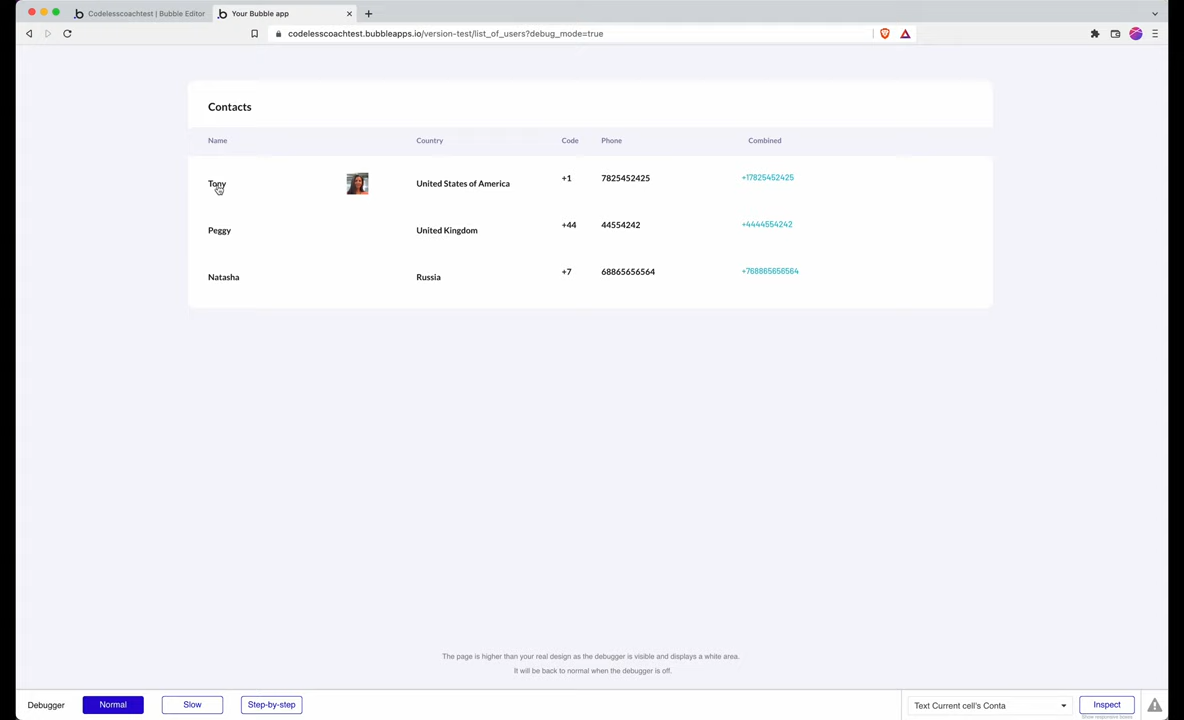 Codelesscoachtest | Bubble Editor
Your Bubble app
codelesscoachtest.bubbleapps.io/version-test/list_of_users?debug_mode=true
Contacts
Name Country Code Phone Combined
Tony United States of America +1 7825452425 +17825452425
Peggy United Kingdom +44 44554242 +4444554242
Natasha Russia +7 68865656564 +768865656564
The page is higher than your real design as the debugger is visible and displays a white area.
It will be back to normal when the debugger is off.
Debugger Normal Slow Step-by-step Text Current cell's Conta Inspect
Show responsive boxes